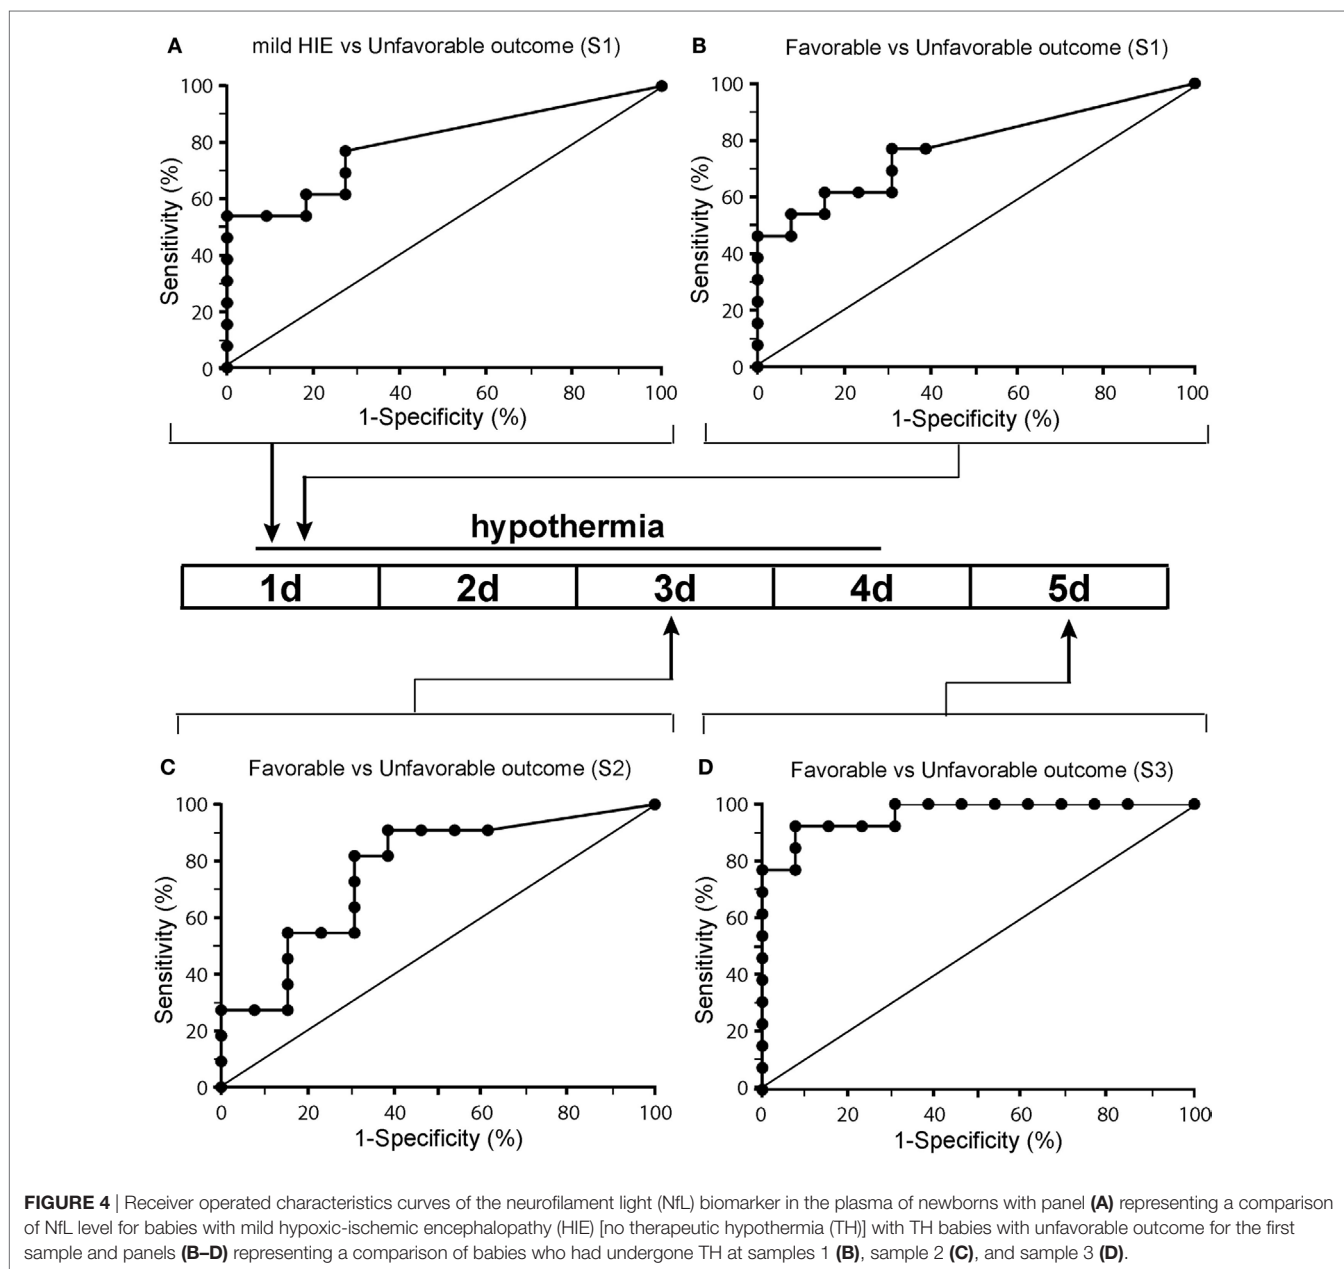 A mild HIE vs Unfavorable outcome (S1)
100
80
60
40
20
0
Sensitivity (%)
0 20 40 60 80 100
1-Specificity (%)
B Favorable vs Unfavorable outcome (S1)
100
80
60
40
20
0
Sensitivity (%)
0 20 40 60 80 100
1-Specificity (%)
hypothermia
1d 2d 3d 4d 5d
C Favorable vs Unfavorable outcome (S2)
100
80
60
40
20
0
Sensitivity (%)
0 20 40 60 80 100
1-Specificity (%)
D Favorable vs Unfavorable outcome (S3)
100
80
60
40
20
0
Sensitivity (%)
0 20 40 60 80 100
1-Specificity (%)
FIGURE 4 | Receiver operated characteristics curves of the neurofilament light (NfL) biomarker in the plasma of newborns with panel (A) representing a comparison
of NfL level for babies with mild hypoxic-ischemic encephalopathy (HIE) [no therapeutic hypothermia (TH)] with TH babies with unfavorable outcome for the first
sample and panels (B–D) representing a comparison of babies who had undergone TH at samples 1 (B), sample 2 (C), and sample 3 (D).